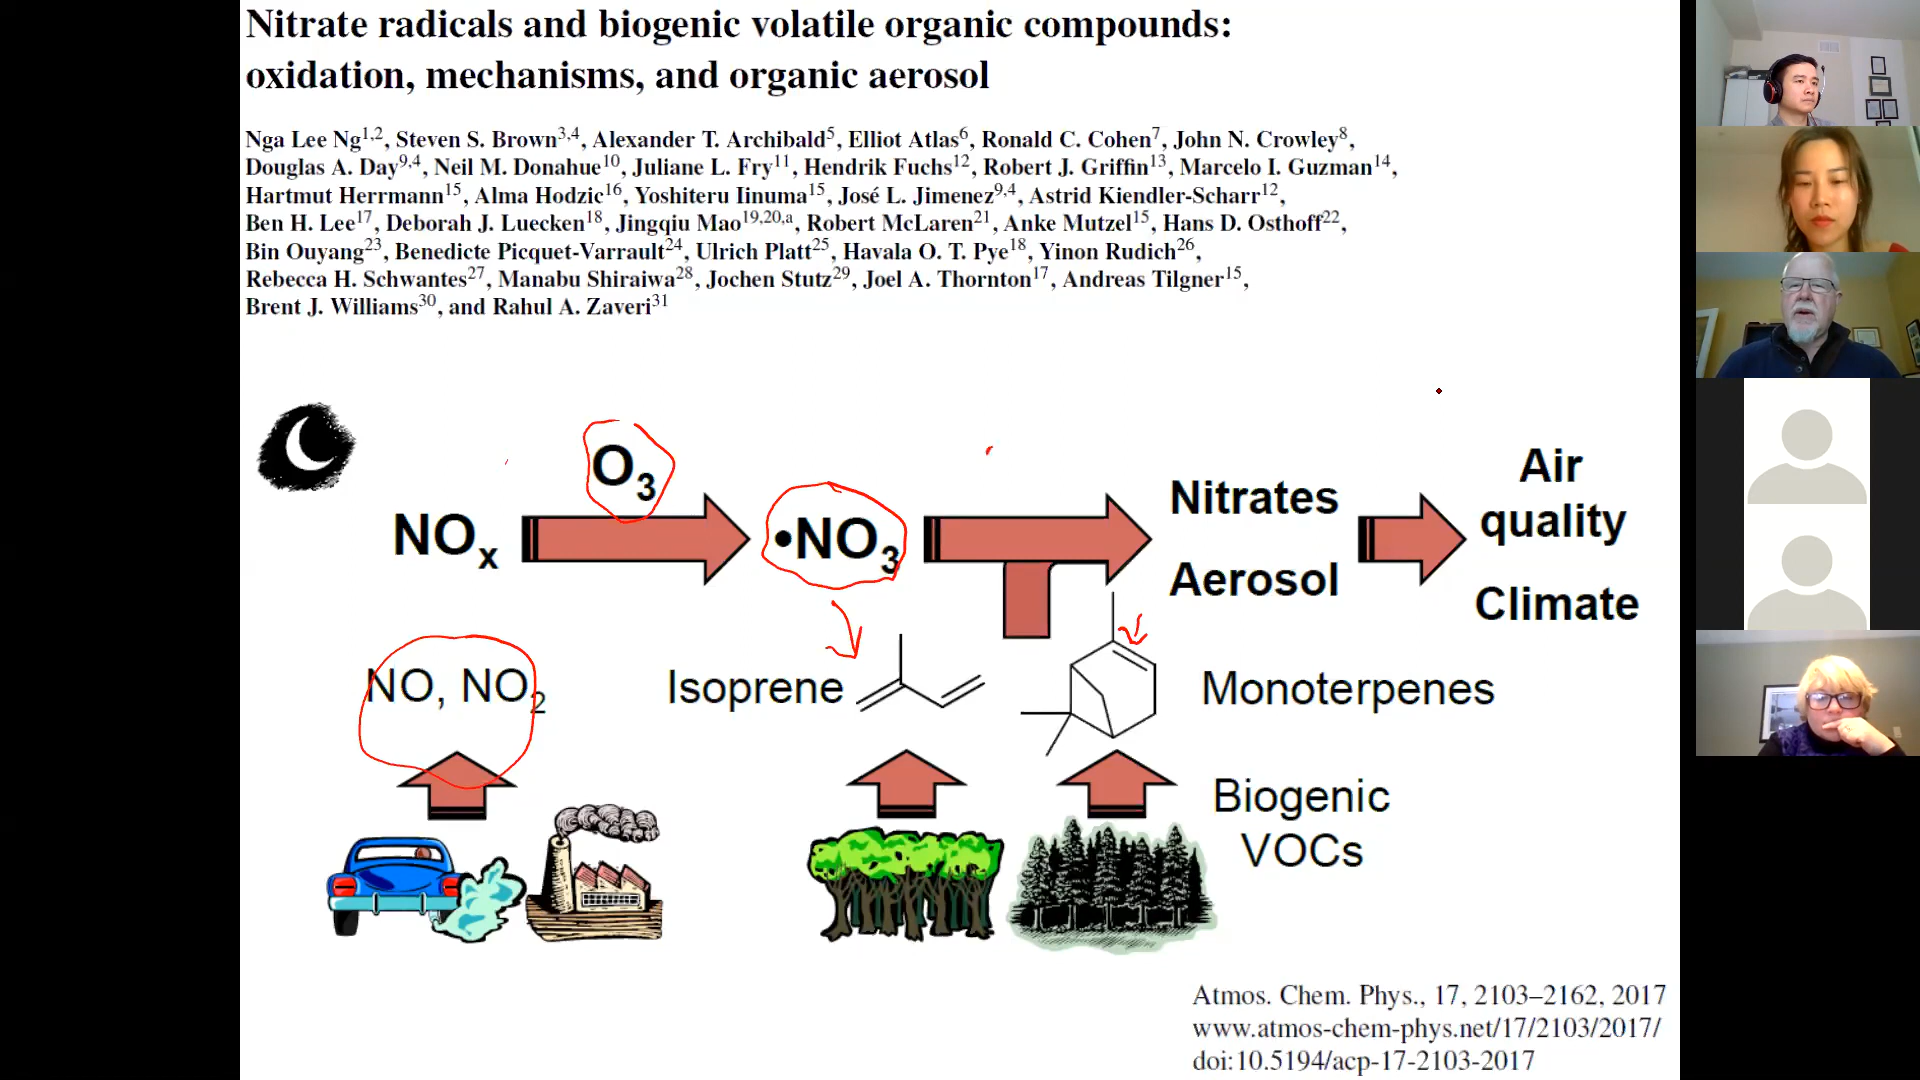 Nitrate radicals and biogenic volatile organic compounds:
oxidation, mechanisms, and organic aerosol
Nga Lee Ng1,2, Steven S. Brown3,4, Alexander T. Archibald5, Elliot Atlas6, Ronald C. Cohen7, John N. Crowley8,
Douglas A. Day9,4, Neil M. Donahue10, Juliane L. Fry11, Hendrik Fuchs12, Robert J. Griffin13, Marcelo I. Guzman14,
Hartmut Herrmann15, Alma Hodzic16, Yoshiteru Iinuma15, José L. Jimenez9,4, Astrid Kiendler-Scharr12,
Ben H. Lee17, Deborah J. Luecken18, Jingqiu Mao19,20,a, Robert McLaren21, Anke Mutzel15, Hans D. Osthoff22,
Bin Ouyang23, Benedicte Picquet-Varrault24, Ulrich Platt25, Havala O. T. Pye18, Yinon Rudich26,
Rebecca H. Schwantes27, Manabu Shiraiwa28, Jochen Stutz29, Joel A. Thornton17, Andreas Tilgner15,
Brent J. Williams30, and Rahul A. Zaveri31
O3
NOx
•NO3
Nitrates
Aerosol
Air
quality
Climate
NO, NO2
Isoprene
Monoterpenes
Biogenic
VOCs
Atmos. Chem. Phys., 17, 2103–2162, 2017
www.atmos-chem-phys.net/17/2103/2017/
doi:10.5194/acp-17-2103-2017